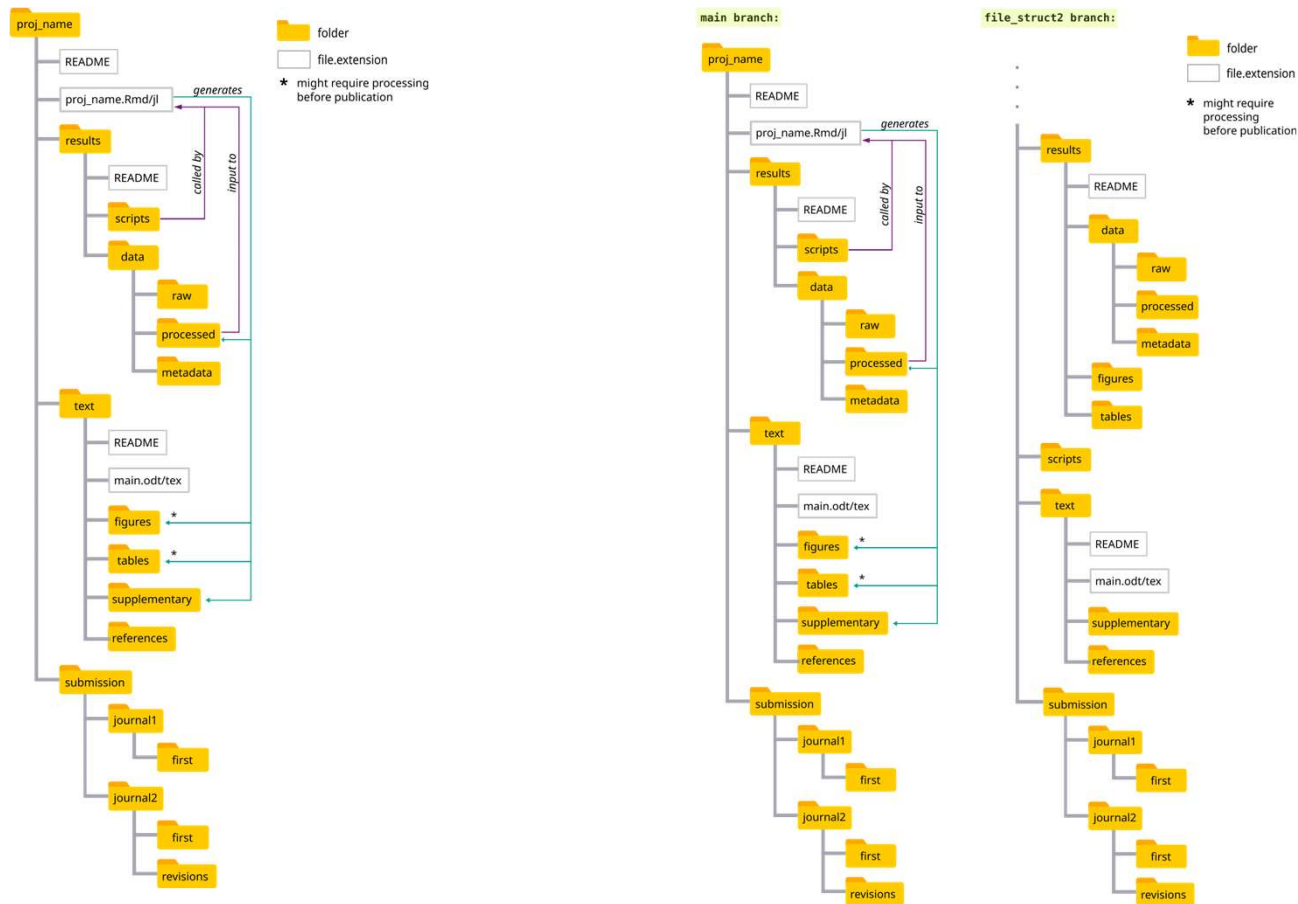 proj_name
folder
README
file.extension
* might require processing
before publication
proj_name.Rmd/jl
generates
results
called by
input to
README
scripts
data
raw
processed
metadata
text
README
main.odt/tex
figures
*
tables
*
supplementary
references
submission
journal1
first
journal2
first
revisions
main branch:
proj_name
README
proj_name.Rmd/jl
generates
results
called by
input to
README
scripts
data
raw
processed
metadata
text
README
main.odt/tex
figures
*
tables
*
supplementary
references
submission
journal1
first
journal2
first
revisions
file_struct2 branch:
folder
file.extension
* might require
processing
before publication
results
README
data
raw
processed
metadata
figures
tables
scripts
text
README
main.odt/tex
supplementary
references
submission
journal1
first
journal2
first
revisions